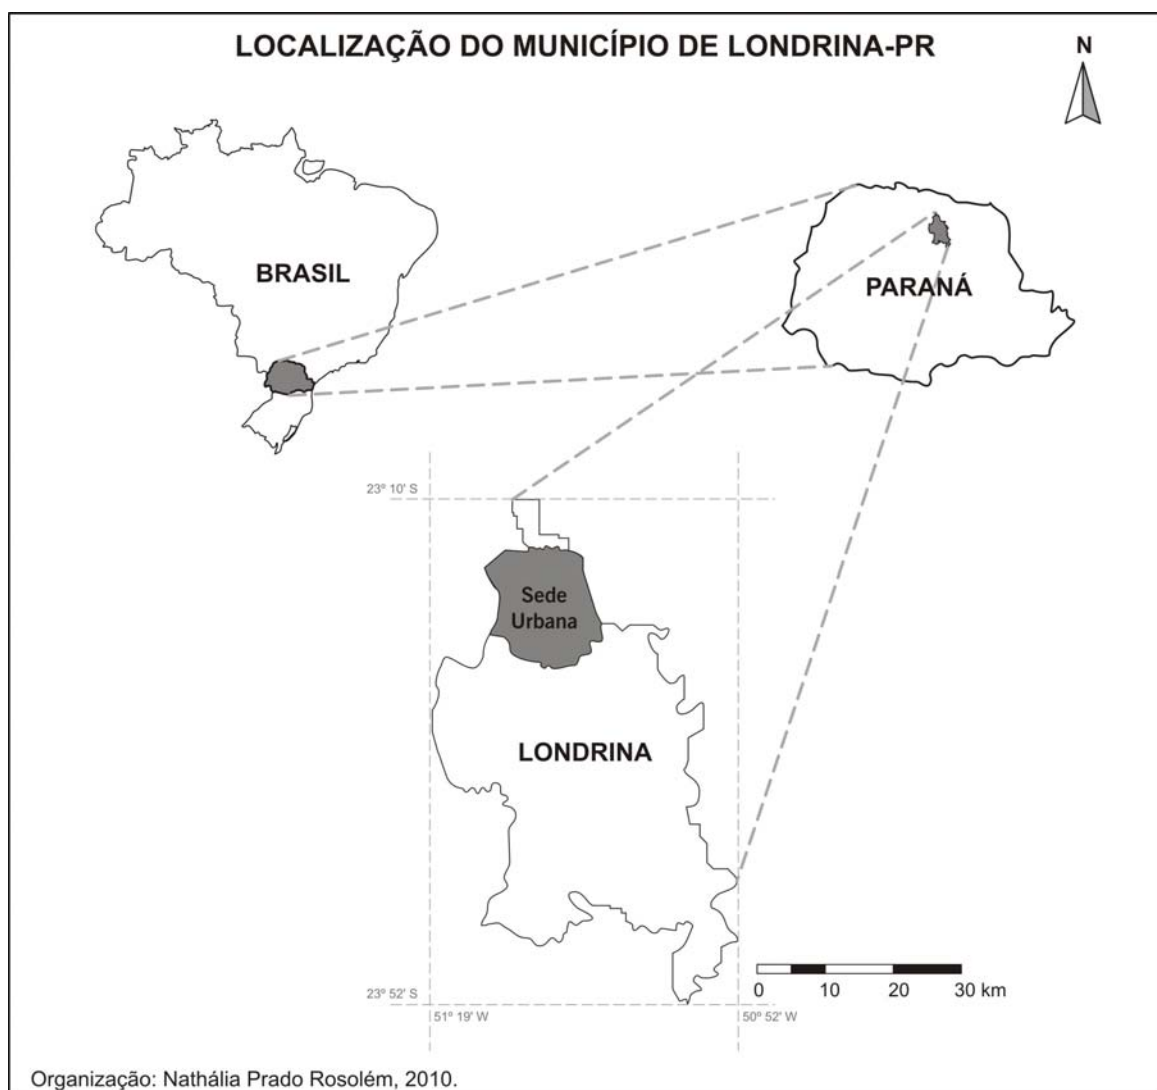 LOCALIZAÇÃO DO MUNICÍPIO DE LONDRINA-PR
N
BRASIL
PARANÁ
23º 10' S
Sede
Urbana
LONDRINA
23º 52' S
51º 19' W
50º 52' W
0 10 20 30 km
Organização: Nathália Prado Rosolém, 2010.